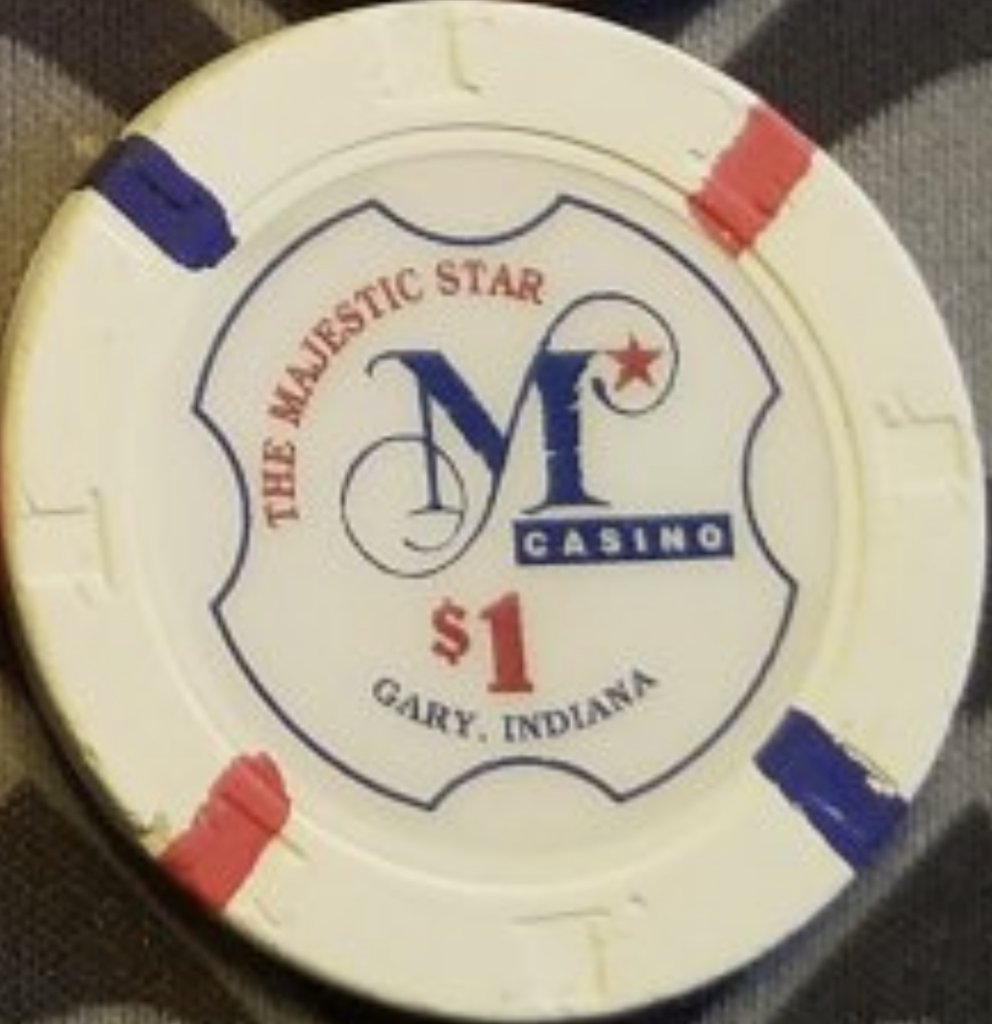 THE MAJESTIC STAR
M
CASINO
$1
GARY, INDIANA